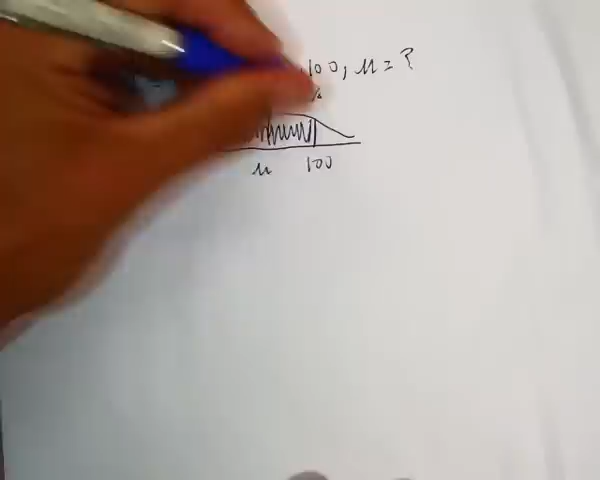 100, μ = ?
%
μ 100